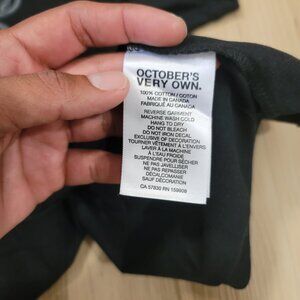 OCTOBER'S
VERY OWN.
100% COTTON / COTON
MADE IN CANADA
FABRIQUÉ AU CANADA
REVERSE GARMENT
MACHINE WASH COLD
HANG TO DRY
DO NOT BLEACH
DO NOT IRON DECAL
EXCLUSIVE OF DECORATION
TOURNER VÊTEMENT À L'ENVERS
LAVER À LA MACHINE
À L'EAU FROIDE
SUSPENDRE POUR SÉCHER
NE PAS JAVELLISER
NE PAS REPASSER
DÉCALCOMANIE
SAUF DÉCORATION
CA 57830 RN 159908